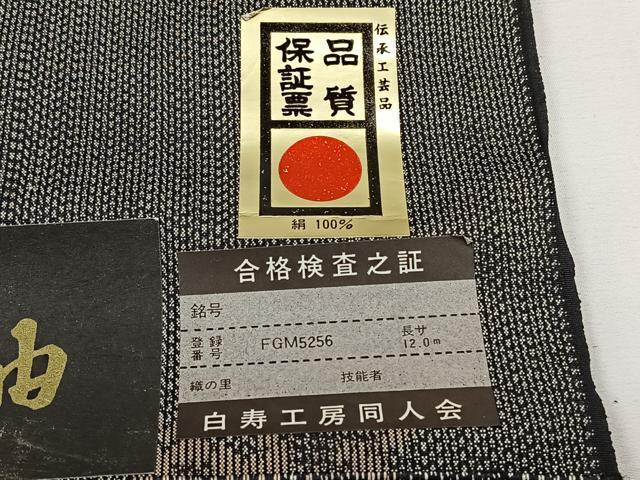 伝承工芸品
品質
保証票
絹 100%
合格検査之証
銘号
登録番号 FGM5256 長サ 12.0m
織の里 技能者
白寿工房同人会